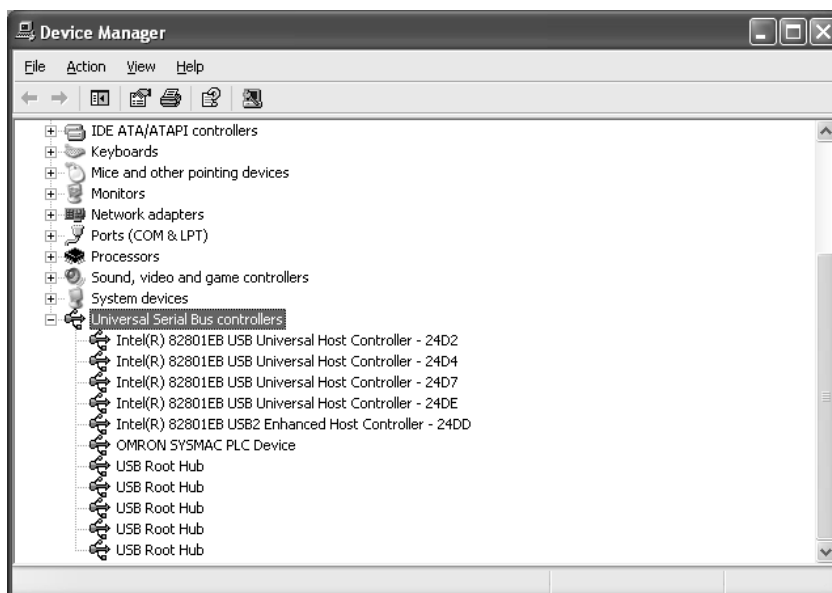 Device Manager
File Action View Help
IDE ATA/ATAPI controllers
Keyboards
Mice and other pointing devices
Monitors
Network adapters
Ports (COM & LPT)
Processors
Sound, video and game controllers
System devices
Universal Serial Bus controllers
Intel(R) 82801EB USB Universal Host Controller - 24D2
Intel(R) 82801EB USB Universal Host Controller - 24D4
Intel(R) 82801EB USB Universal Host Controller - 24D7
Intel(R) 82801EB USB Universal Host Controller - 24DE
Intel(R) 82801EB USB2 Enhanced Host Controller - 24DD
OMRON SYSMAC PLC Device
USB Root Hub
USB Root Hub
USB Root Hub
USB Root Hub
USB Root Hub